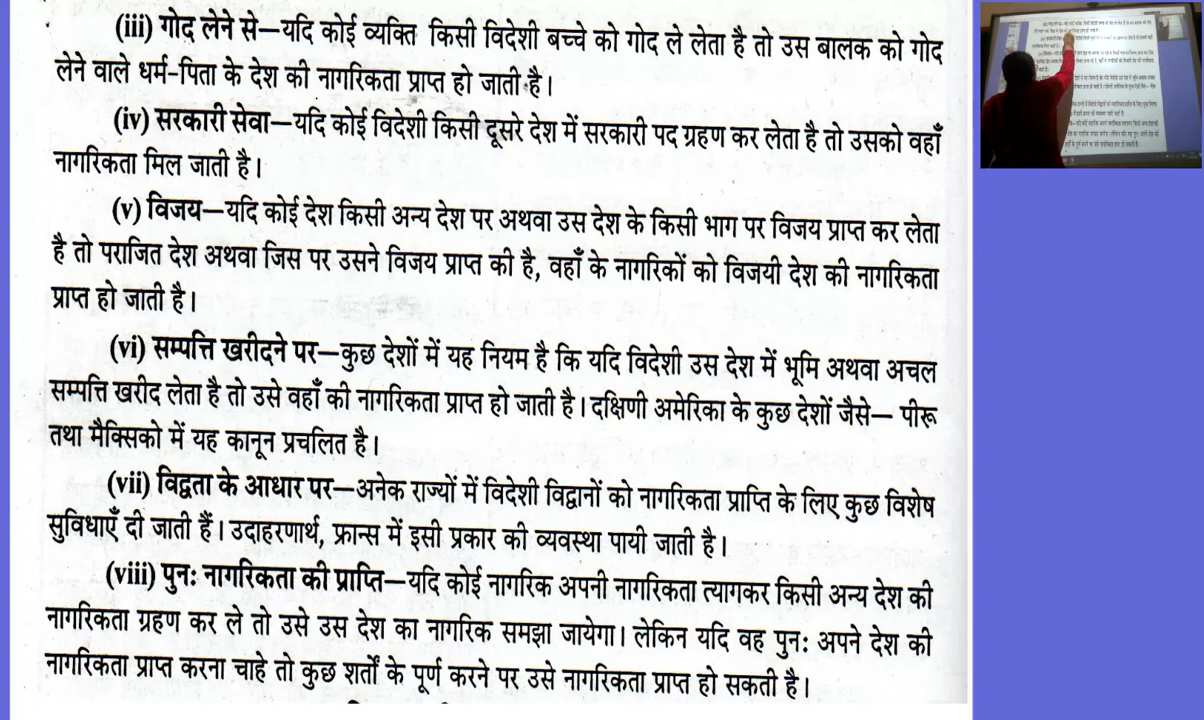 (iii) गोद लेने से—यदि कोई व्यक्ति किसी विदेशी बच्चे को गोद ले लेता है तो उस बालक को गोद
लेने वाले धर्म-पिता के देश की नागरिकता प्राप्त हो जाती है।
(iv) सरकारी सेवा—यदि कोई विदेशी किसी दूसरे देश में सरकारी पद ग्रहण कर लेता है तो उसको वहाँ
नागरिकता मिल जाती है।
(v) विजय—यदि कोई देश किसी अन्य देश पर अथवा उस देश के किसी भाग पर विजय प्राप्त कर लेता
है तो पराजित देश अथवा जिस पर उसने विजय प्राप्त की है, वहाँ के नागरिकों को विजयी देश की नागरिकता
प्राप्त हो जाती है।
(vi) सम्पत्ति खरीदने पर—कुछ देशों में यह नियम है कि यदि विदेशी उस देश में भूमि अथवा अचल
सम्पत्ति खरीद लेता है तो उसे वहाँ की नागरिकता प्राप्त हो जाती है। दक्षिणी अमेरिका के कुछ देशों जैसे— पीरू
तथा मैक्सिको में यह कानून प्रचलित है।
(vii) विद्वता के आधार पर—अनेक राज्यों में विदेशी विद्वानों को नागरिकता प्राप्ति के लिए कुछ विशेष
सुविधाएँ दी जाती हैं। उदाहरणार्थ, फ्रान्स में इसी प्रकार की व्यवस्था पायी जाती है।
(viii) पुनः नागरिकता की प्राप्ति—यदि कोई नागरिक अपनी नागरिकता त्यागकर किसी अन्य देश की
नागरिकता ग्रहण कर ले तो उसे उस देश का नागरिक समझा जायेगा। लेकिन यदि वह पुनः अपने देश की
नागरिकता प्राप्त करना चाहे तो कुछ शर्तों के पूर्ण करने पर उसे नागरिकता प्राप्त हो सकती है।